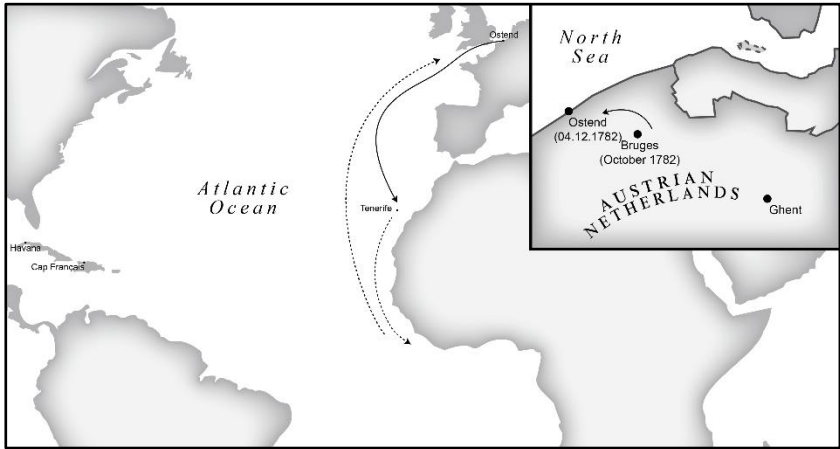 Ostend
Atlantic
Ocean
Tenerife
Havana
Cap Français
North
Sea
Ostend
(04.12.1782)
Bruges
(October 1782)
AUSTRIAN
NETHERLANDS
Ghent